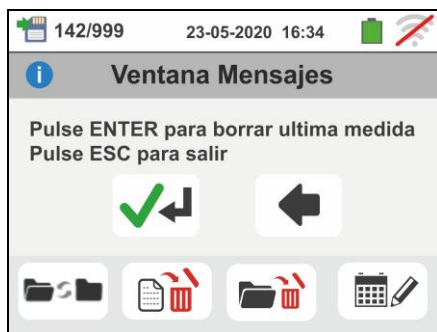 142/999 23-05-2020 16:34
Ventana Mensajes
Pulse ENTER para borrar ultima medida
Pulse ESC para salir